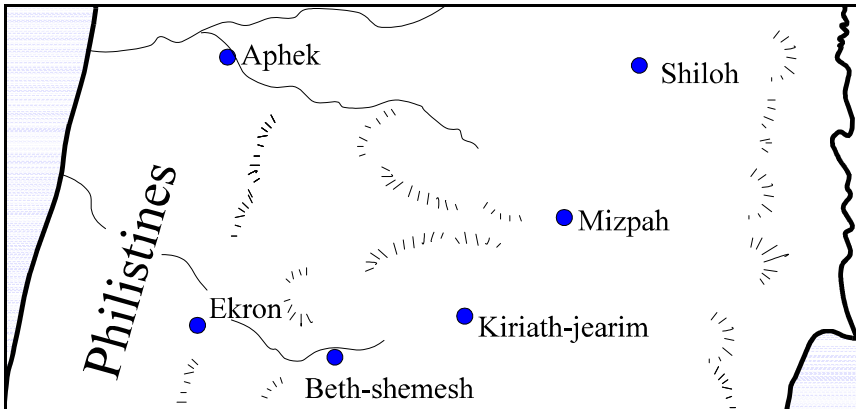 Aphek
Shiloh
Philistines
Mizpah
Ekron
Kiriath-jearim
Beth-shemesh